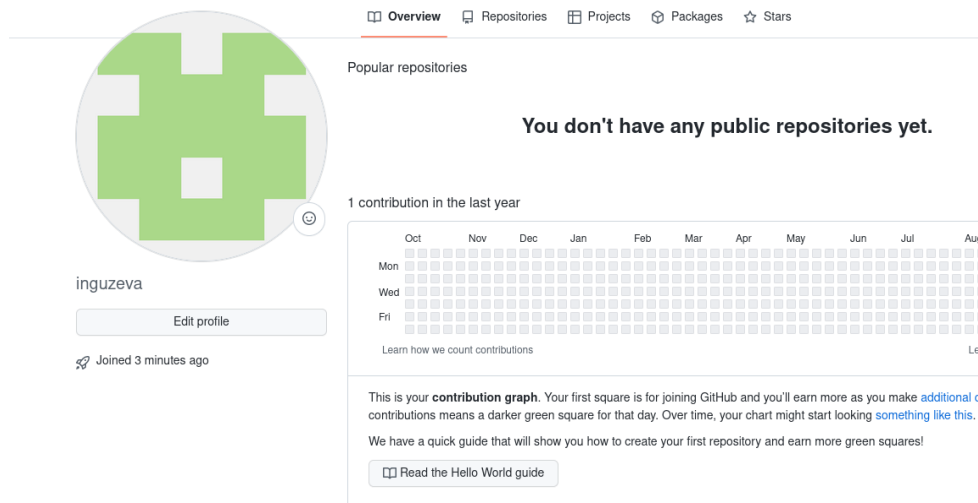 Overview Repositories Projects Packages Stars
Popular repositories
You don't have any public repositories yet.
1 contribution in the last year
Oct Nov Dec Jan Feb Mar Apr May Jun Jul Aug
Mon
Wed
Fri
Learn how we count contributions
inguzeva
Edit profile
Joined 3 minutes ago
This is your contribution graph. Your first square is for joining GitHub and you'll earn more as you make additional
contributions means a darker green square for that day. Over time, your chart might start looking something like this.
We have a quick guide that will show you how to create your first repository and earn more green squares!
Read the Hello World guide